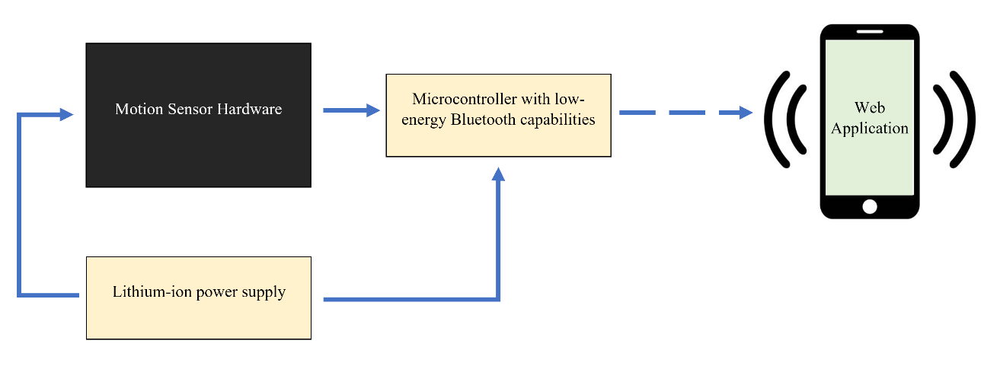 Motion Sensor Hardware
Microcontroller with low-
energy Bluetooth capabilities
Web
Application
Lithium-ion power supply